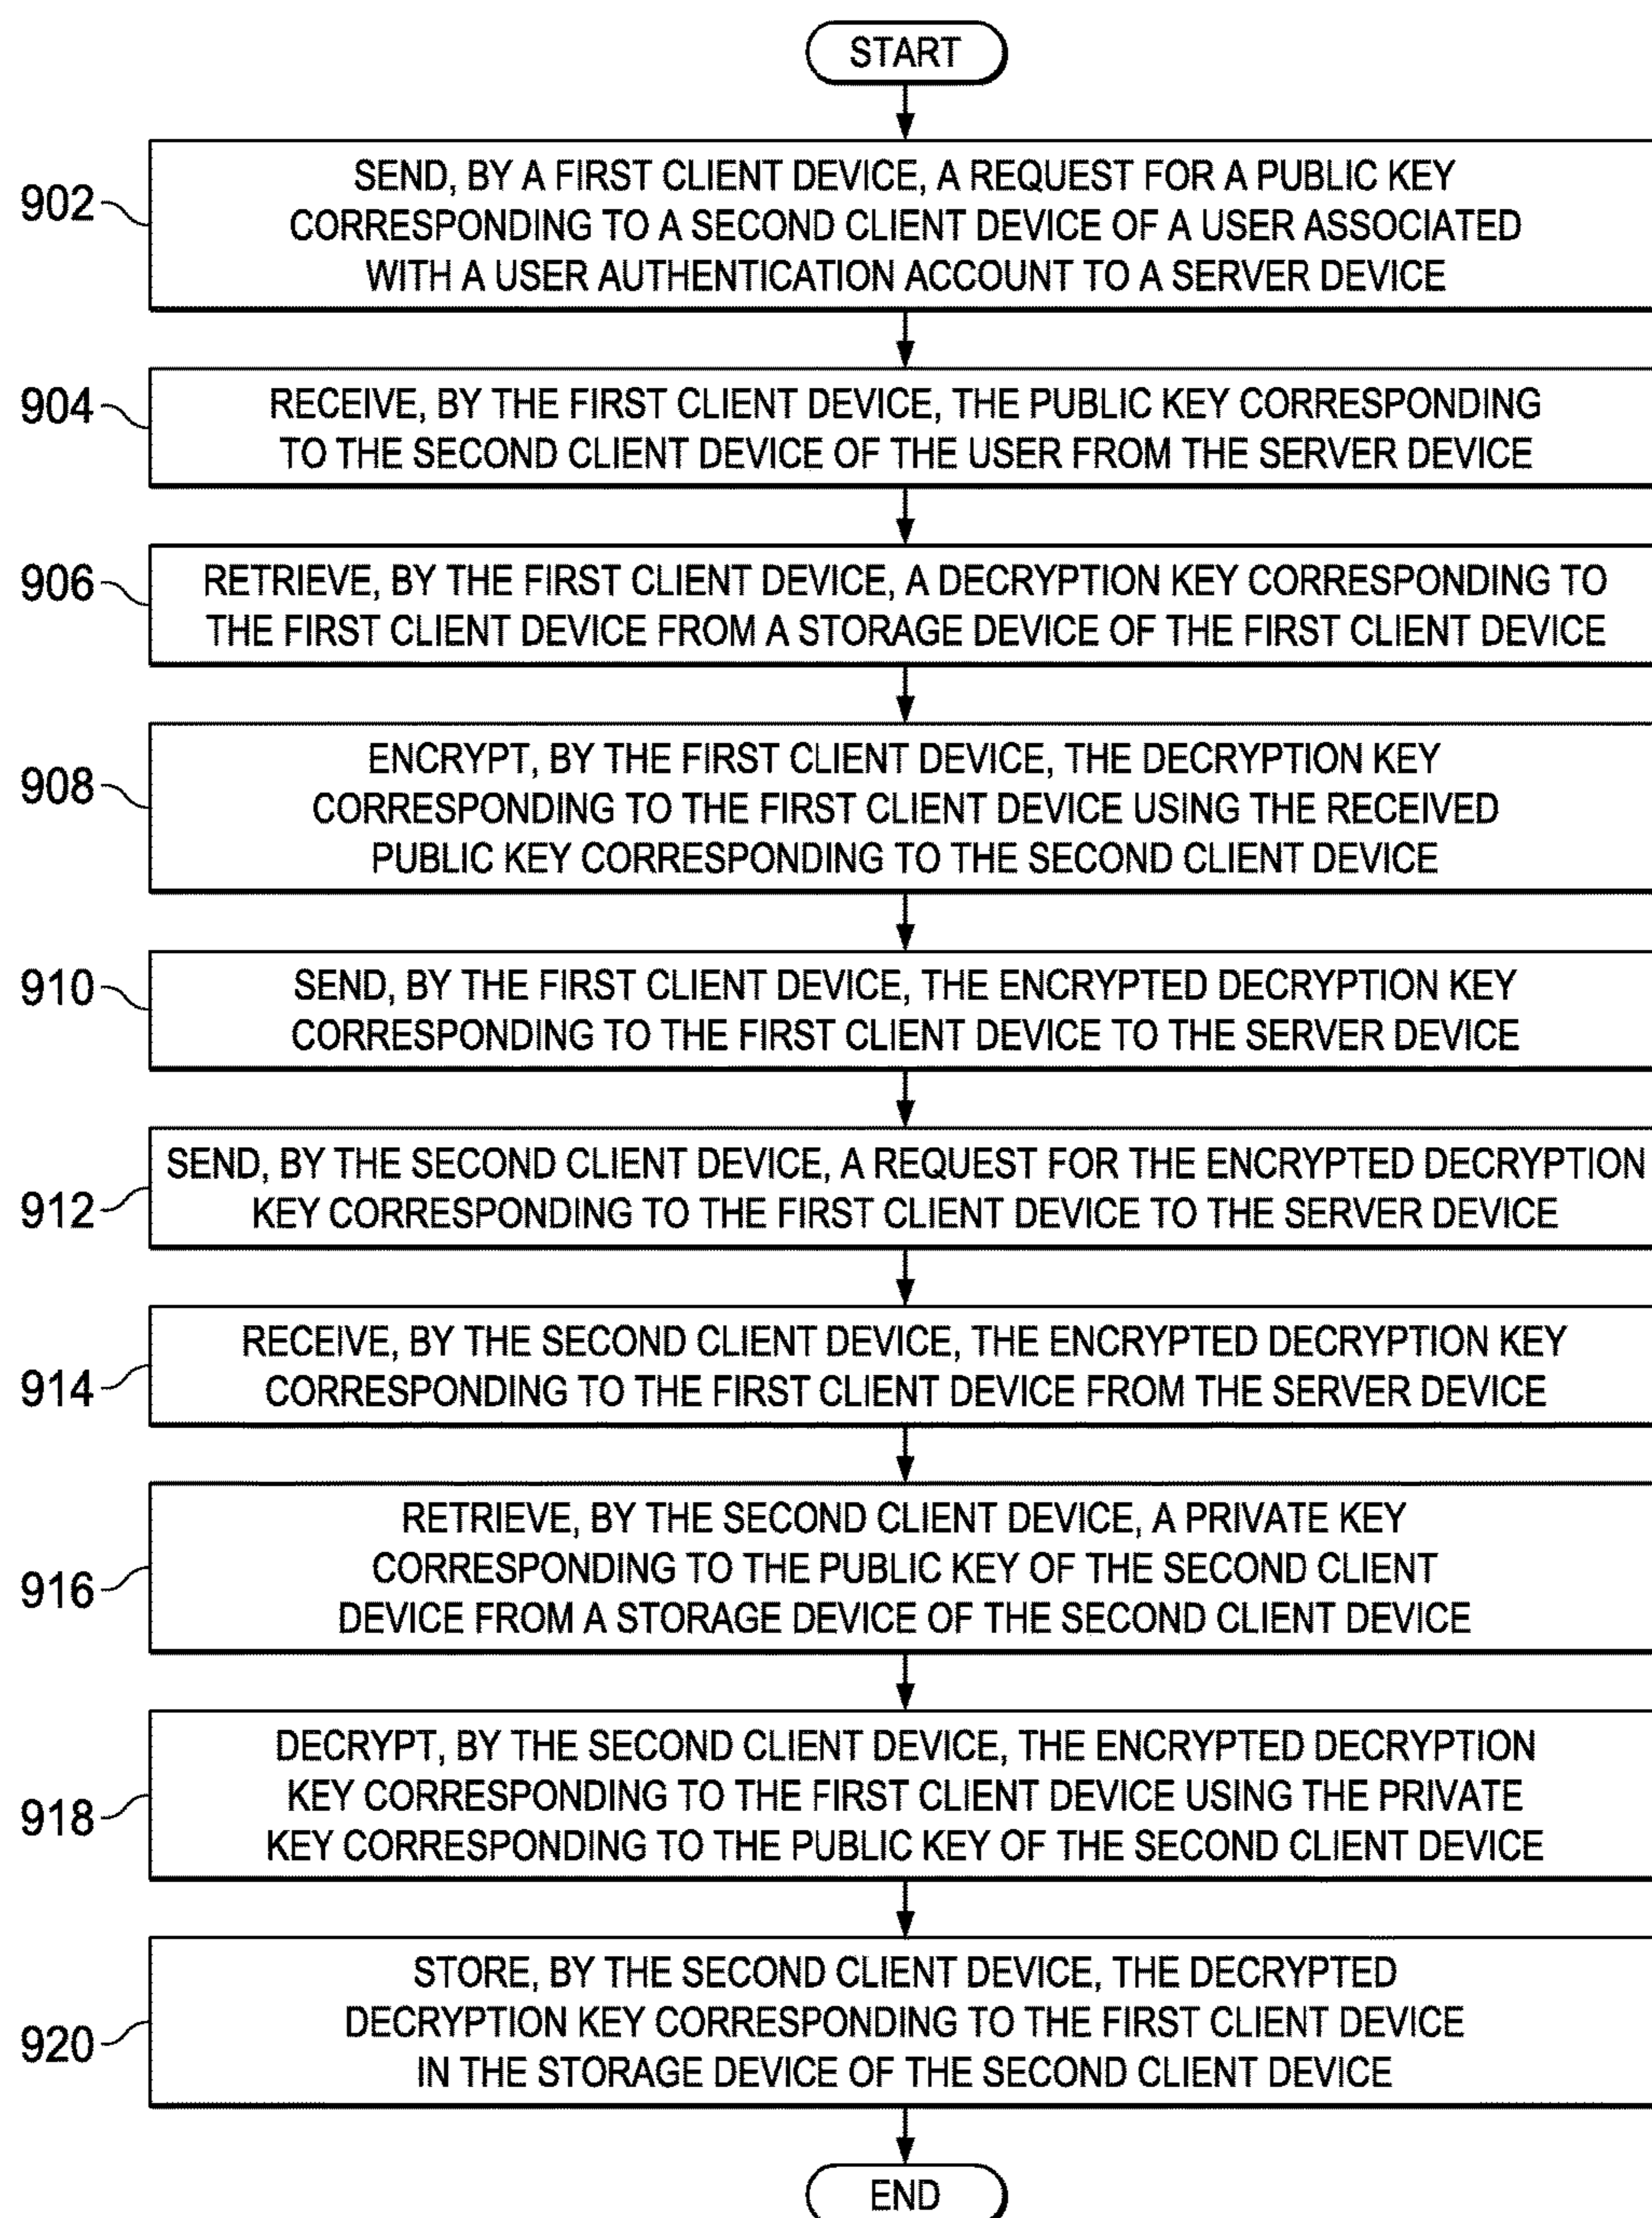 START
902
SEND, BY A FIRST CLIENT DEVICE, A REQUEST FOR A PUBLIC KEY
CORRESPONDING TO A SECOND CLIENT DEVICE OF A USER ASSOCIATED
WITH A USER AUTHENTICATION ACCOUNT TO A SERVER DEVICE
904
RECEIVE, BY THE FIRST CLIENT DEVICE, THE PUBLIC KEY CORRESPONDING
TO THE SECOND CLIENT DEVICE OF THE USER FROM THE SERVER DEVICE
906
RETRIEVE, BY THE FIRST CLIENT DEVICE, A DECRYPTION KEY CORRESPONDING TO
THE FIRST CLIENT DEVICE FROM A STORAGE DEVICE OF THE FIRST CLIENT DEVICE
908
ENCRYPT, BY THE FIRST CLIENT DEVICE, THE DECRYPTION KEY
CORRESPONDING TO THE FIRST CLIENT DEVICE USING THE RECEIVED
PUBLIC KEY CORRESPONDING TO THE SECOND CLIENT DEVICE
910
SEND, BY THE FIRST CLIENT DEVICE, THE ENCRYPTED DECRYPTION KEY
CORRESPONDING TO THE FIRST CLIENT DEVICE TO THE SERVER DEVICE
912
SEND, BY THE SECOND CLIENT DEVICE, A REQUEST FOR THE ENCRYPTED DECRYPTION
KEY CORRESPONDING TO THE FIRST CLIENT DEVICE TO THE SERVER DEVICE
914
RECEIVE, BY THE SECOND CLIENT DEVICE, THE ENCRYPTED DECRYPTION KEY
CORRESPONDING TO THE FIRST CLIENT DEVICE FROM THE SERVER DEVICE
916
RETRIEVE, BY THE SECOND CLIENT DEVICE, A PRIVATE KEY
CORRESPONDING TO THE PUBLIC KEY OF THE SECOND CLIENT
DEVICE FROM A STORAGE DEVICE OF THE SECOND CLIENT DEVICE
918
DECRYPT, BY THE SECOND CLIENT DEVICE, THE ENCRYPTED DECRYPTION
KEY CORRESPONDING TO THE FIRST CLIENT DEVICE USING THE PRIVATE
KEY CORRESPONDING TO THE PUBLIC KEY OF THE SECOND CLIENT DEVICE
920
STORE, BY THE SECOND CLIENT DEVICE, THE DECRYPTED
DECRYPTION KEY CORRESPONDING TO THE FIRST CLIENT DEVICE
IN THE STORAGE DEVICE OF THE SECOND CLIENT DEVICE
END